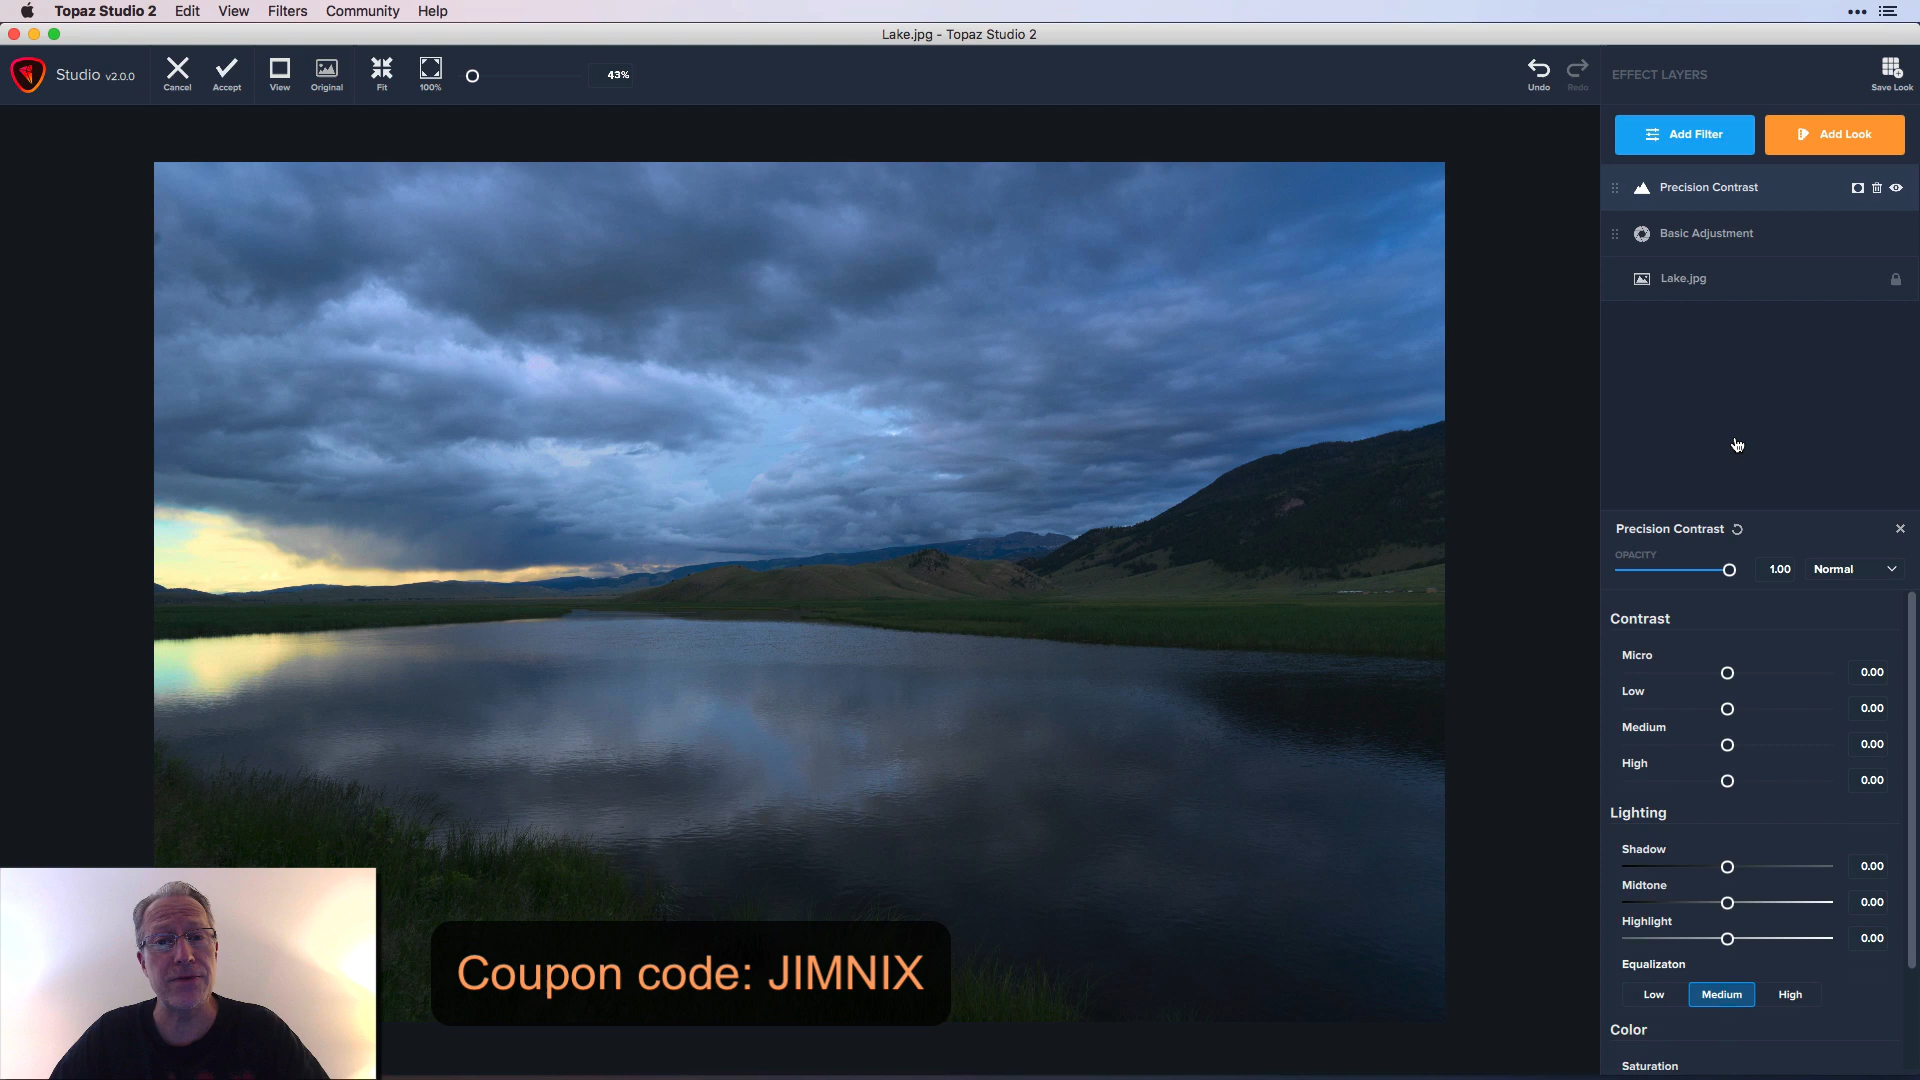 Topaz Studio 2 Edit View Filters Community Help
Lake.jpg - Topaz Studio 2
Studio v2.0.0
Cancel
Accept
View
Original
Fit
100%
43%
Undo
Redo
EFFECT LAYERS
Save Look
Add Filter
Add Look
Precision Contrast
Basic Adjustment
Lake.jpg
Precision Contrast
OPACITY
1.00
Normal
Contrast
Micro
0.00
Low
0.00
Medium
0.00
High
0.00
Lighting
Shadow
0.00
Midtone
0.00
Highlight
0.00
Equalizaton
Low Medium High
Color
Saturation
Coupon code: JIMNIX